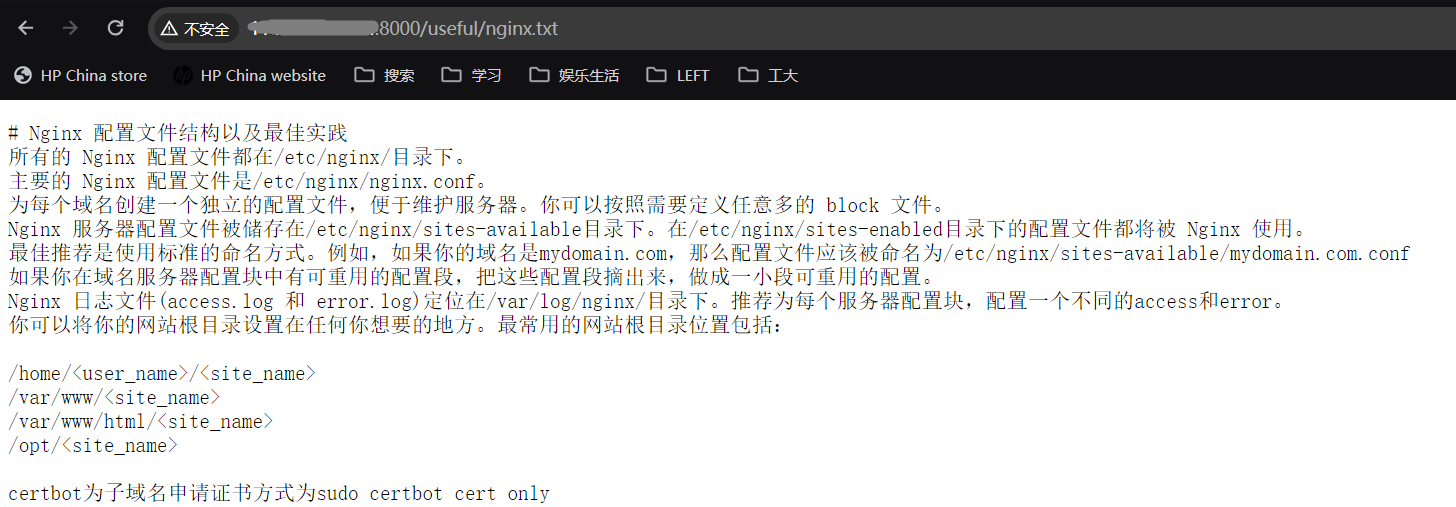 不安全 :8000/useful/nginx.txt
HP China store HP China website 搜索 学习 娱乐生活 LEFT 工大
# Nginx 配置文件结构以及最佳实践
所有的 Nginx 配置文件都在/etc/nginx/目录下。
主要的 Nginx 配置文件是/etc/nginx/nginx.conf。
为每个域名创建一个独立的配置文件，便于维护服务器。你可以按照需要定义任意多的 block 文件。
Nginx 服务器配置文件被储存在/etc/nginx/sites-available目录下。在/etc/nginx/sites-enabled目录下的配置文件都将被 Nginx 使用。
最佳推荐是使用标准的命名方式。例如，如果你的域名是mydomain.com，那么配置文件应该被命名为/etc/nginx/sites-available/mydomain.com.conf
如果你在域名服务器配置块中有可重用的配置段，把这些配置段摘出来，做成一小段可重用的配置。
Nginx 日志文件(access.log 和 error.log)定位在/var/log/nginx/目录下。推荐为每个服务器配置块，配置一个不同的access和error。
你可以将你的网站根目录设置在任何你想要的地方。最常用的网站根目录位置包括：
/home/<user_name>/<site_name>
/var/www/<site_name>
/var/www/html/<site_name>
/opt/<site_name>
certbot为子域名申请证书方式为sudo certbot cert only